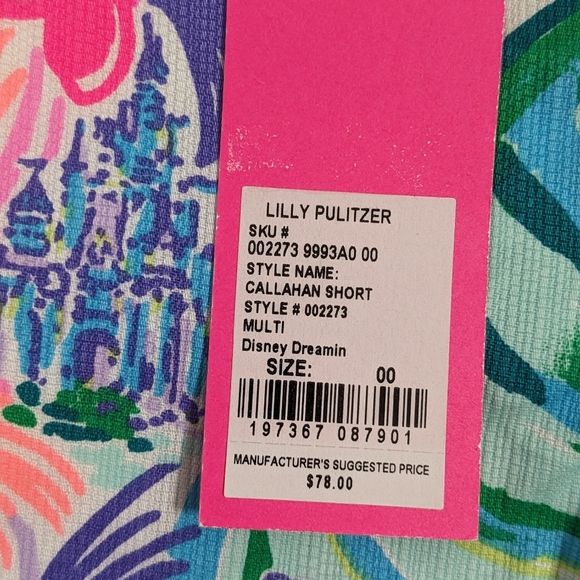 LILLY PULITZER
SKU #
002273 9993A0 00
STYLE NAME:
CALLAHAN SHORT
STYLE # 002273
MULTI
Disney Dreamin
SIZE: 00
197367 087901
MANUFACTURER'S SUGGESTED PRICE
$78.00